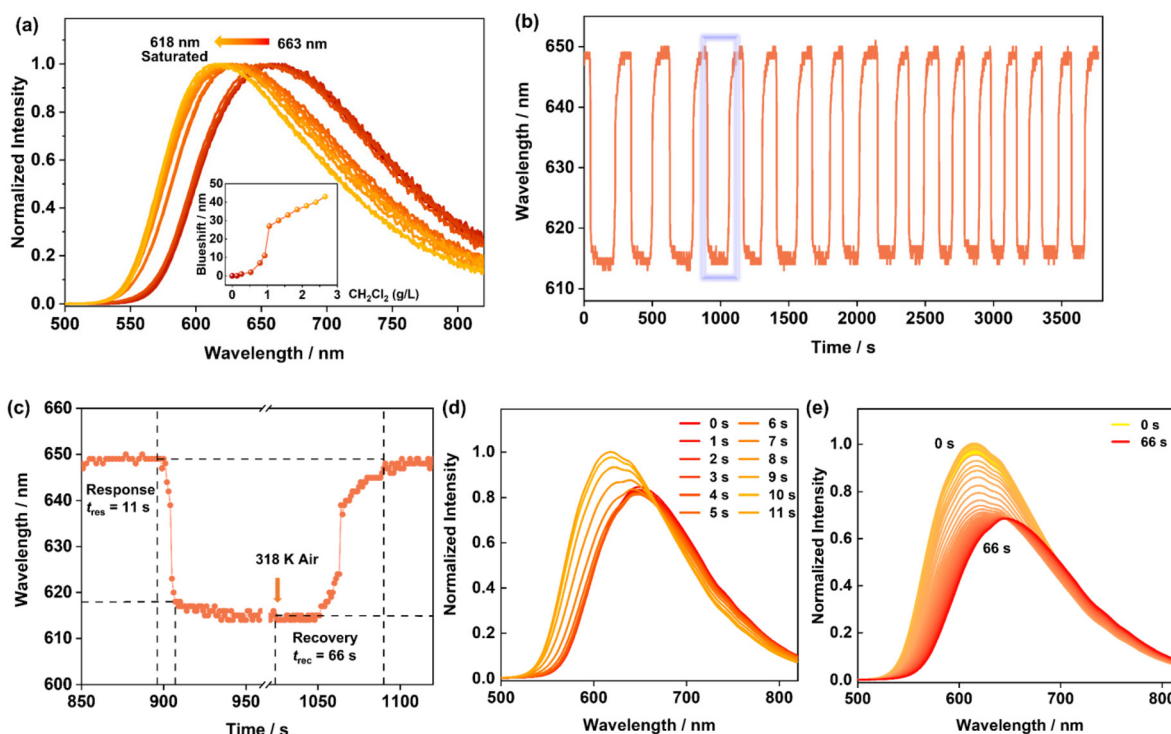 (a)
618 nm
Saturated
663 nm
Normalized Intensity
1.0
0.8
0.6
0.4
0.2
0.0
500 550 600 650 700 750 800
Wavelength / nm
Blueshift / nm
50
40
30
20
10
0
0 1 2 3
CH₂Cl₂ (g/L)
(b)
Wavelength / nm
650
640
630
620
610
0 500 1000 1500 2000 2500 3000 3500
Time / s
(c)
Wavelength / nm
660
645
630
615
600
Response
t_res = 11 s
318 K Air
Recovery
t_rec = 66 s
850 900 950 1050 1100
Time / s
(d)
Normalized Intensity
1.0
0.8
0.6
0.4
0.2
0.0
0 s 6 s
1 s 7 s
2 s 8 s
3 s 9 s
4 s 10 s
5 s 11 s
500 600 700 800
Wavelength / nm
(e)
Normalized Intensity
1.0
0.8
0.6
0.4
0.2
0.0
0 s
66 s
0 s
66 s
500 600 700 800
Wavelength / nm